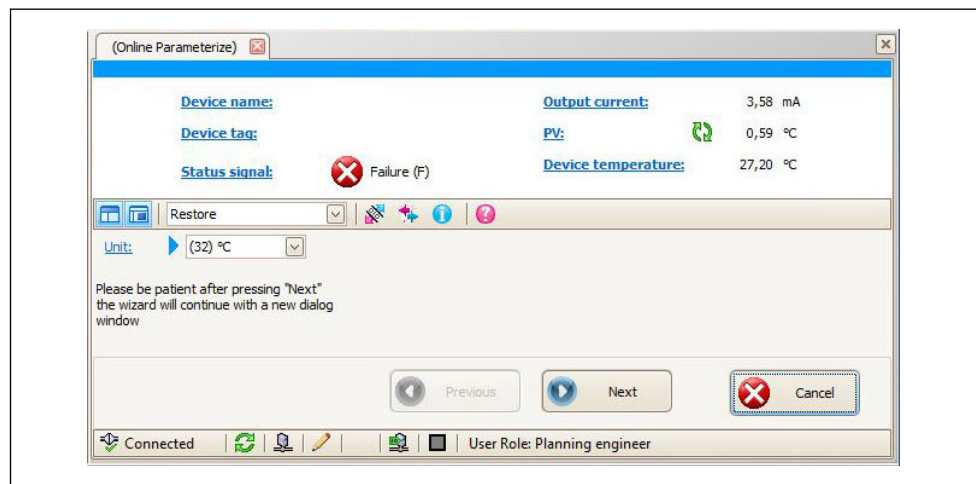 (Online Parameterize)
Device name:
Output current: 3,58 mA
Device tag:
PV: 0,59 °C
Status signal: Failure (F)
Device temperature: 27,20 °C
Restore
Unit: (32) °C
Please be patient after pressing "Next"
the wizard will continue with a new dialog
window
Previous Next Cancel
Connected User Role: Planning engineer